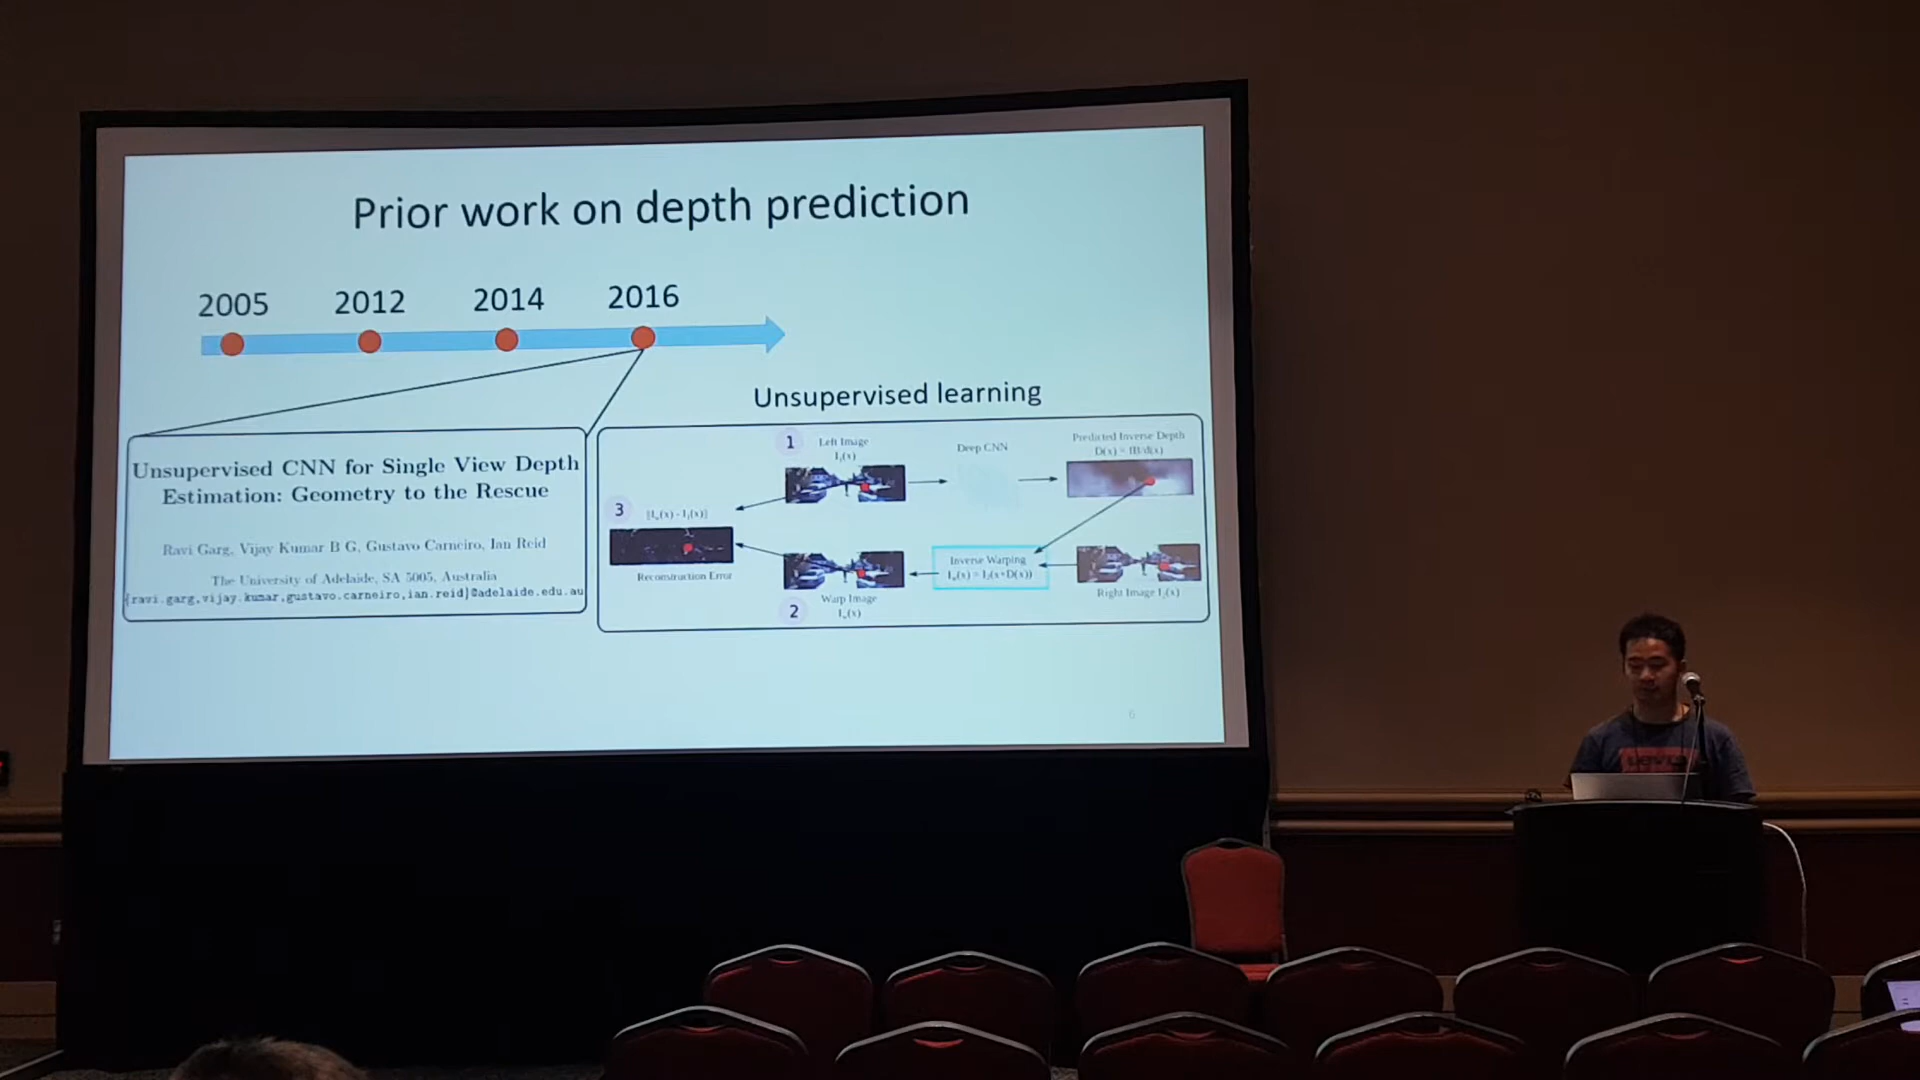 Prior work on depth prediction
2005 2012 2014 2016
Unsupervised learning
Unsupervised CNN for Single View Depth
Estimation: Geometry to the Rescue
Ravi Garg, Vijay Kumar B G, Gustavo Carneiro, Ian Reid
The University of Adelaide, SA 5005, Australia
{ravi.garg,vijay.kumar,gustavo.carneiro,ian.reid}@adelaide.edu.au
1
Left Image
Deep CNN
Predicted Inverse Depth
3
Reconstruction Error
Inverse Warping
Warp Image
2
Right Image
6